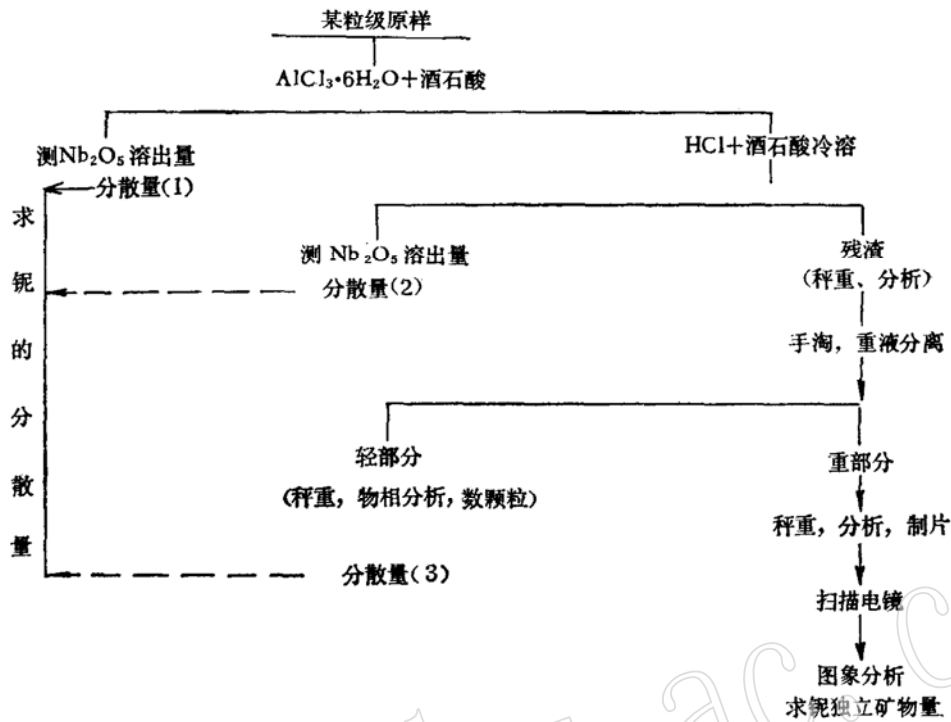 某粒级原样
AlCl₃•6H₂O+酒石酸
测Nb₂O₅溶出量
HCl+酒石酸冷溶
分散量(1)
求铌的分散量
测 Nb₂O₅溶出量
分散量(2)
残渣
(秤重、分析)
手淘，重液分离
轻部分
(秤重，物相分析，数颗粒)
重部分
秤重，分析，制片
分散量(3)
扫描电镜
图象分析
求铌独立矿物量